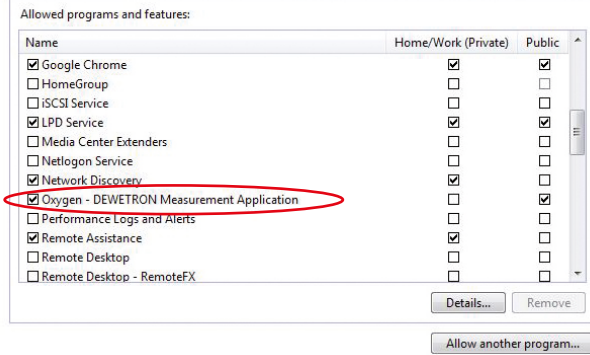 Allowed programs and features:
Name Home/Work (Private) Public
Google Chrome
HomeGroup
iSCSI Service
LPD Service
Media Center Extenders
Netlogon Service
Network Discovery
Oxygen - DEWETRON Measurement Application
Performance Logs and Alerts
Remote Assistance
Remote Desktop
Remote Desktop - RemoteFX
Details... Remove
Allow another program...